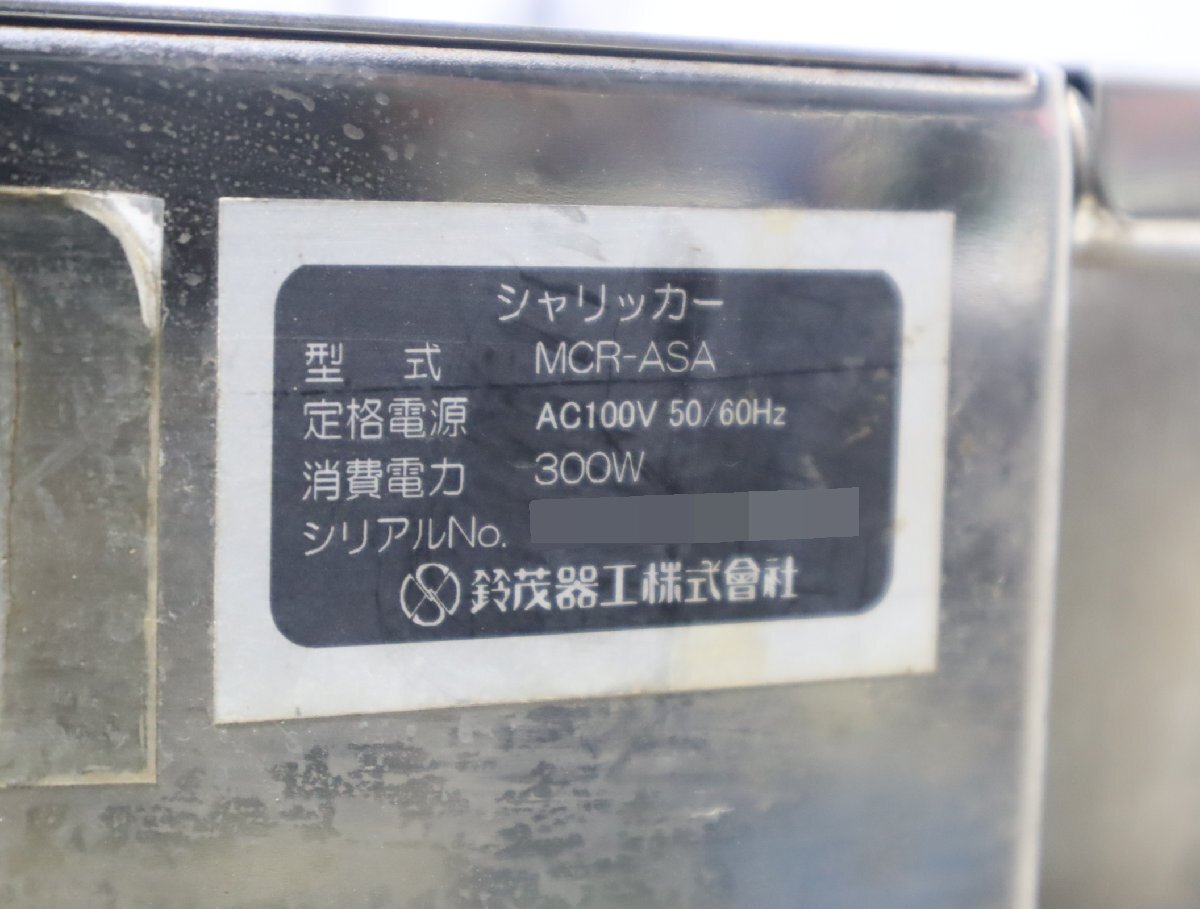 シャリッカー
型 式 MCR-ASA
定格電源 AC100V 50/60Hz
消費電力 300W
シリアルNo.
鈴茂器工株式會社